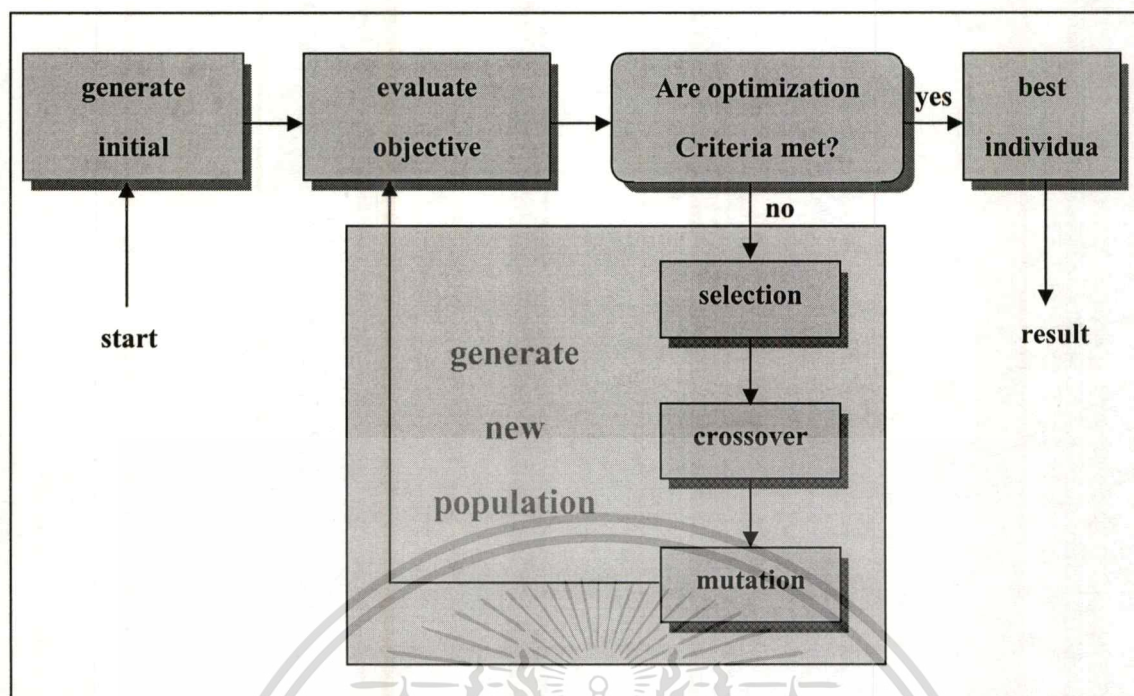 generate
initial
evaluate
objective
Are optimization
Criteria met?
yes
best
individua
no
start
result
generate
new
population
selection
crossover
mutation